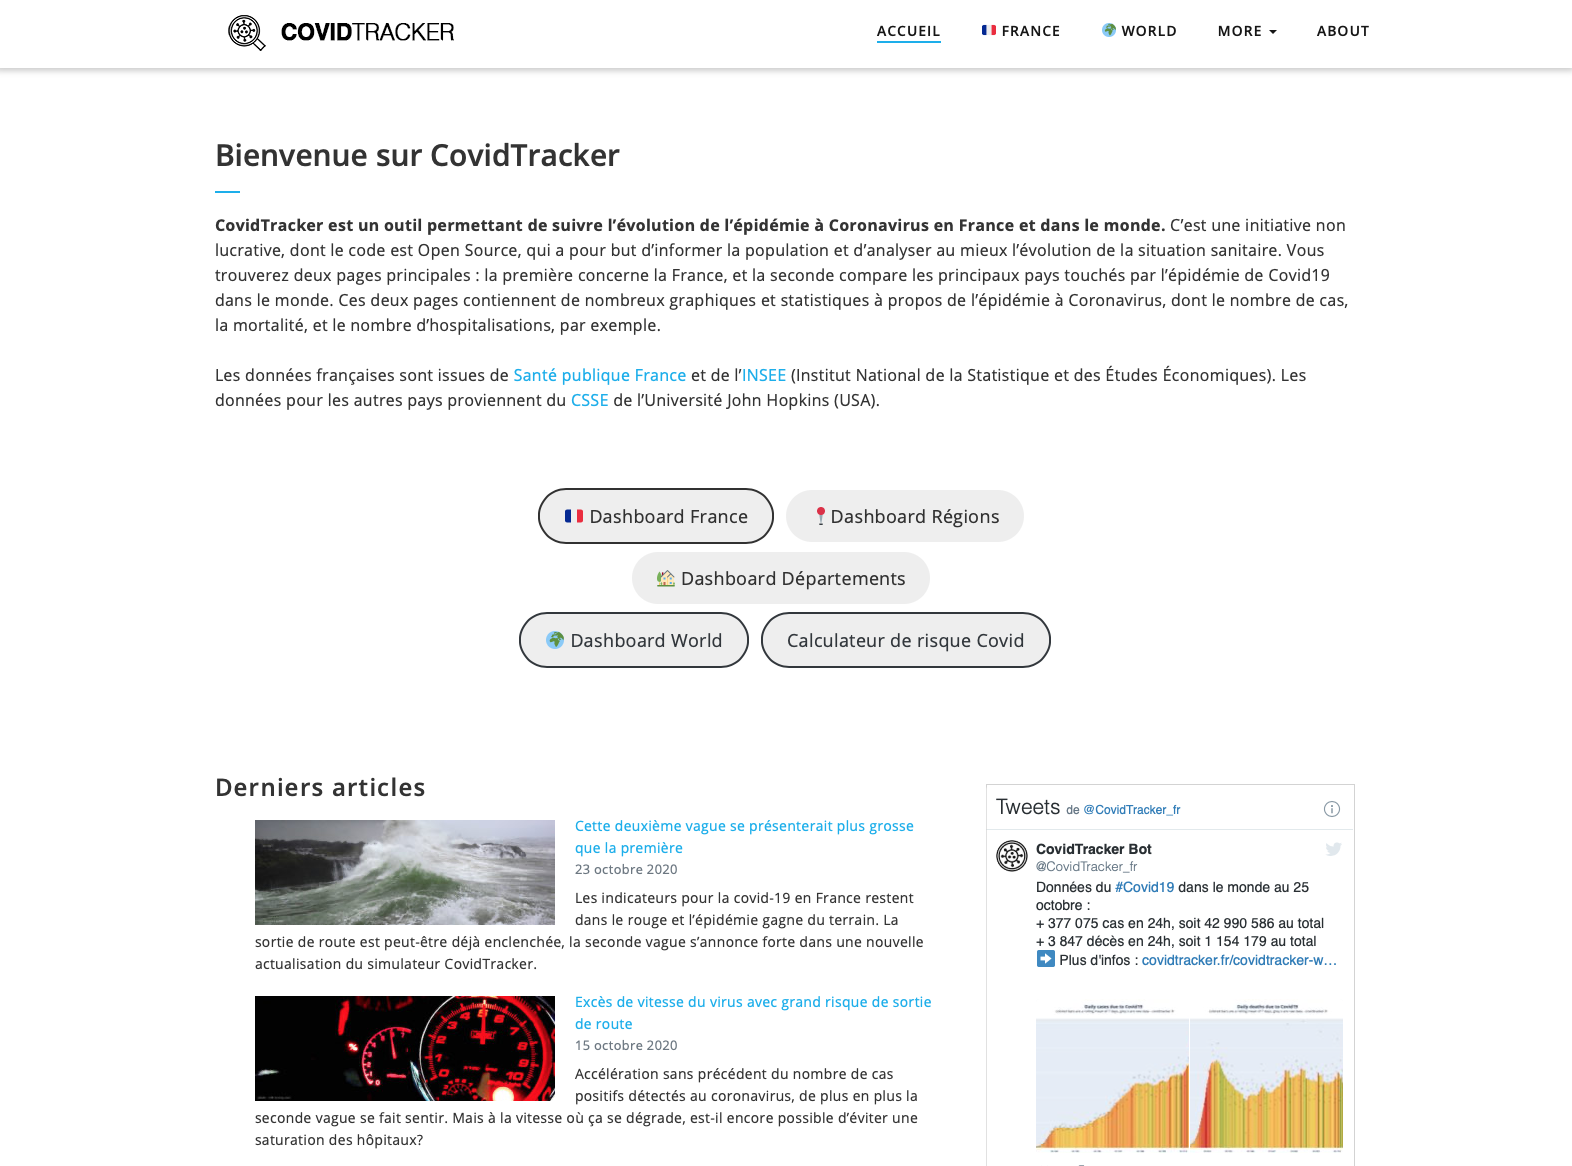 COVIDTRACKER
ACCUEIL
FRANCE
WORLD
MORE
ABOUT
Bienvenue sur CovidTracker
CovidTracker est un outil permettant de suivre l’évolution de l’épidémie à Coronavirus en France et dans le monde. C’est une initiative non
lucrative, dont le code est Open Source, qui a pour but d’informer la population et d’analyser au mieux l’évolution de la situation sanitaire. Vous
trouverez deux pages principales : la première concerne la France, et la seconde compare les principaux pays touchés par l’épidémie de Covid19
dans le monde. Ces deux pages contiennent de nombreux graphiques et statistiques à propos de l’épidémie à Coronavirus, dont le nombre de cas,
la mortalité, et le nombre d’hospitalisations, par exemple.
Les données françaises sont issues de Santé publique France et de l’INSEE (Institut National de la Statistique et des Études Économiques). Les
données pour les autres pays proviennent du CSSE de l’Université John Hopkins (USA).
Dashboard France
Dashboard Régions
Dashboard Départements
Dashboard World
Calculateur de risque Covid
Derniers articles
Cette deuxième vague se présenterait plus grosse
que la première
23 octobre 2020
Les indicateurs pour la covid-19 en France restent
dans le rouge et l’épidémie gagne du terrain. La
sortie de route est peut-être déjà enclenchée, la seconde vague s’annonce forte dans une nouvelle
actualisation du simulateur CovidTracker.
Excès de vitesse du virus avec grand risque de sortie
de route
15 octobre 2020
Accélération sans précédent du nombre de cas
positifs détectés au coronavirus, de plus en plus la
seconde vague se fait sentir. Mais à la vitesse où ça se dégrade, est-il encore possible d’éviter une
saturation des hôpitaux?
Tweets de @CovidTracker_fr
CovidTracker Bot
@CovidTracker_fr
Données du #Covid19 dans le monde au 25
octobre :
+ 377 075 cas en 24h, soit 42 990 586 au total
+ 3 847 décès en 24h, soit 1 154 179 au total
Plus d'infos : covidtracker.fr/covidtracker-w…
Daily cases due to Covid19
Daily deaths due to Covid19